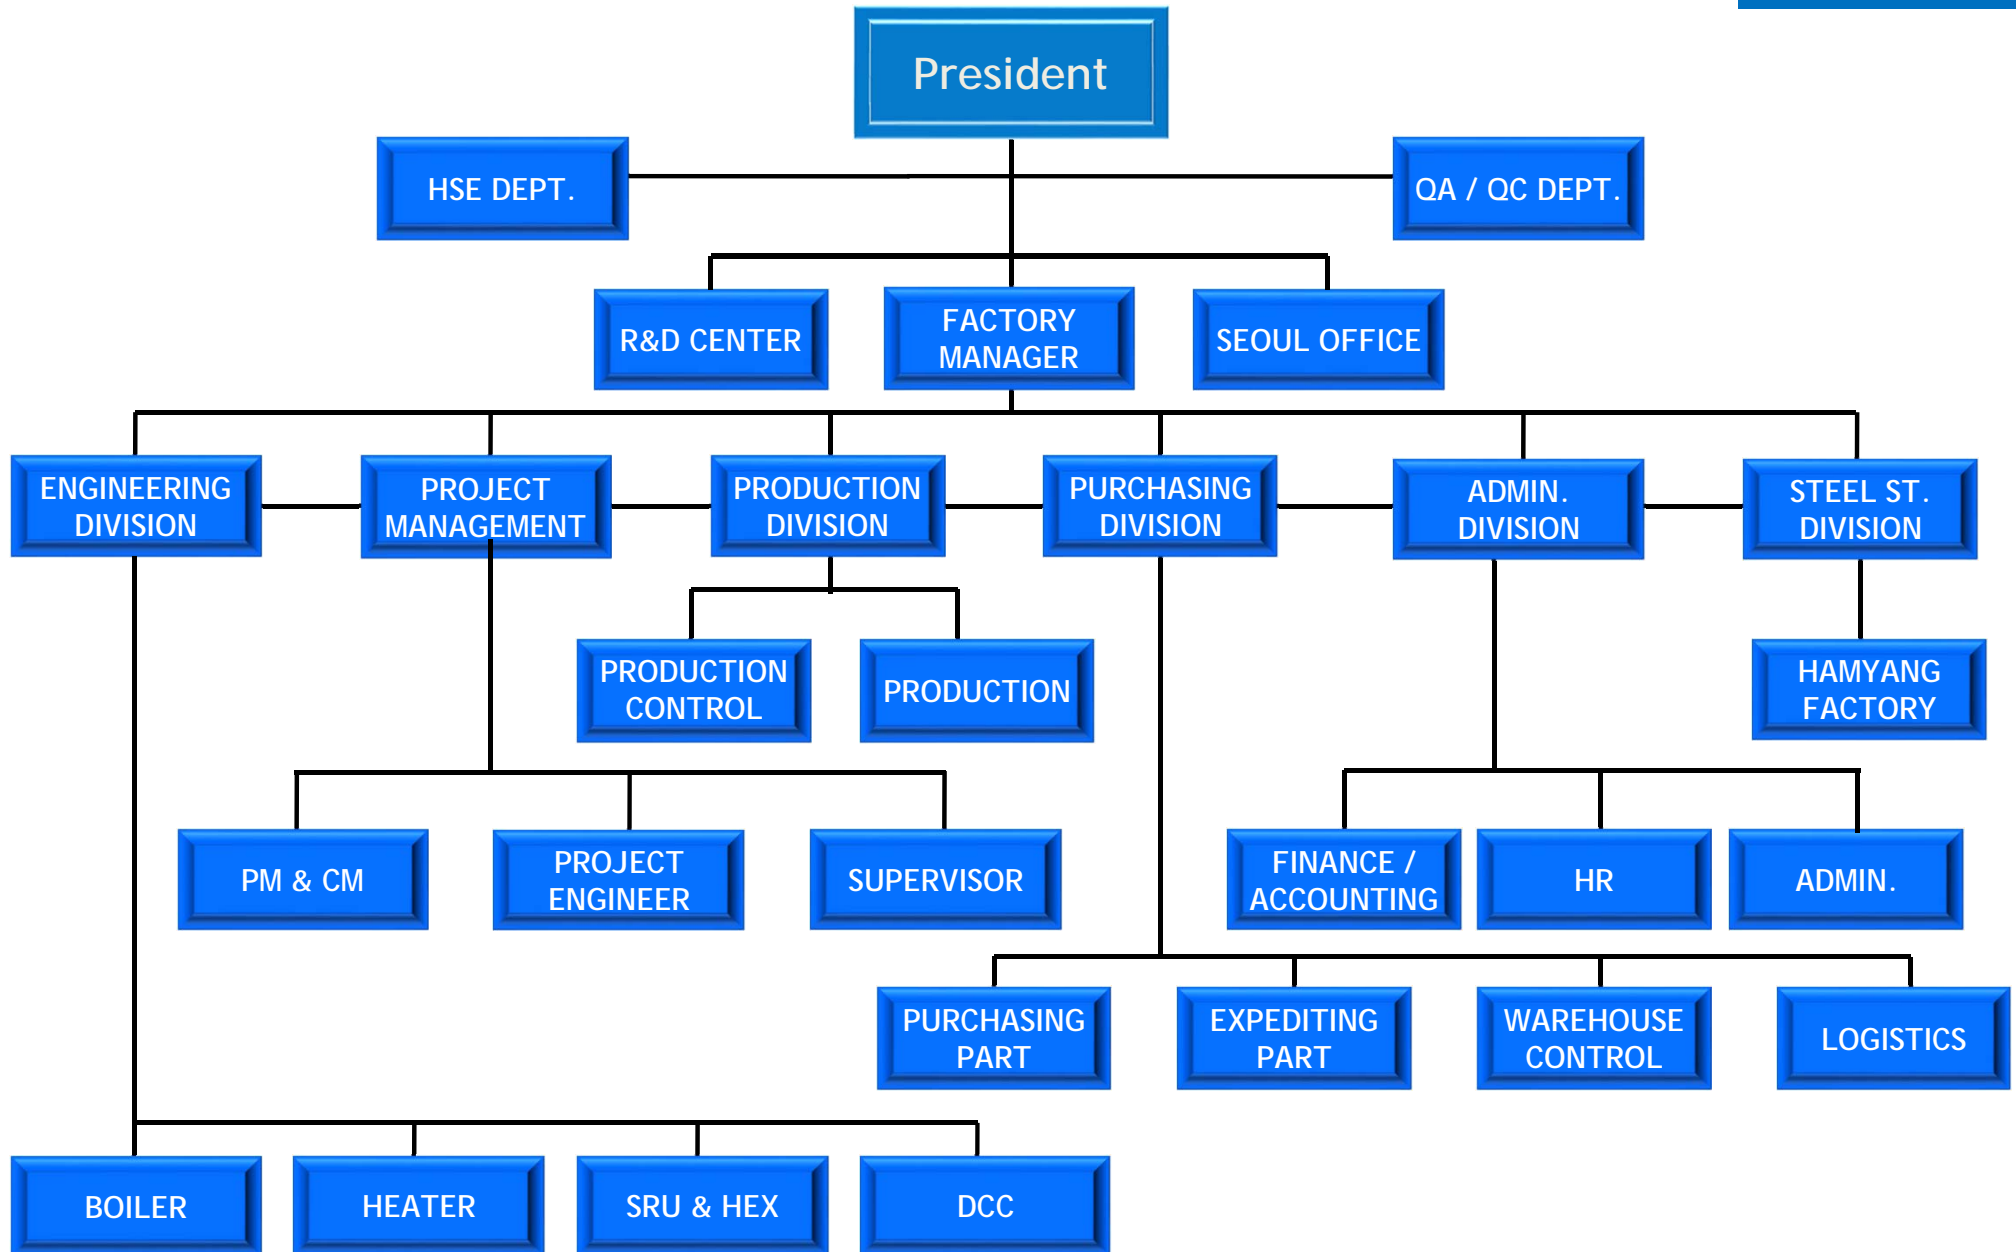 President
HSE DEPT.
QA / QC DEPT.
R&D CENTER
FACTORY
MANAGER
SEOUL OFFICE
ENGINEERING
DIVISION
PROJECT
MANAGEMENT
PRODUCTION
DIVISION
PURCHASING
DIVISION
ADMIN.
DIVISION
STEEL ST.
DIVISION
PRODUCTION
CONTROL
PRODUCTION
HAMYANG
FACTORY
PM & CM
PROJECT
ENGINEER
SUPERVISOR
FINANCE /
ACCOUNTING
HR
ADMIN.
PURCHASING
PART
EXPEDITING
PART
WAREHOUSE
CONTROL
LOGISTICS
BOILER
HEATER
SRU & HEX
DCC